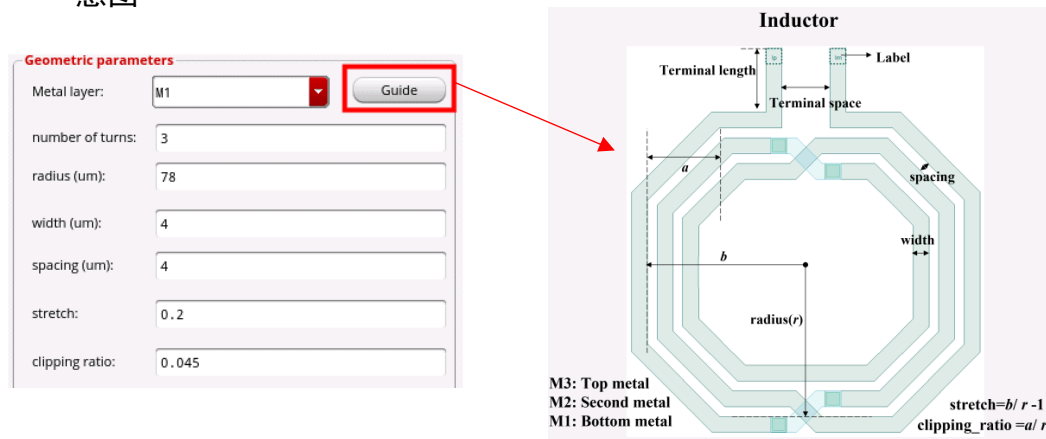 意图
Geometric parameters
Metal layer:
M1
Guide
number of turns:
3
radius (um):
78
width (um):
4
spacing (um):
4
stretch:
0.2
clipping ratio:
0.045
Inductor
Terminal length
Label
Terminal space
a
spacing
width
b
radius(r)
M3: Top metal
M2: Second metal
M1: Bottom metal
stretch=b/ r -1
clipping_ratio =a/ r